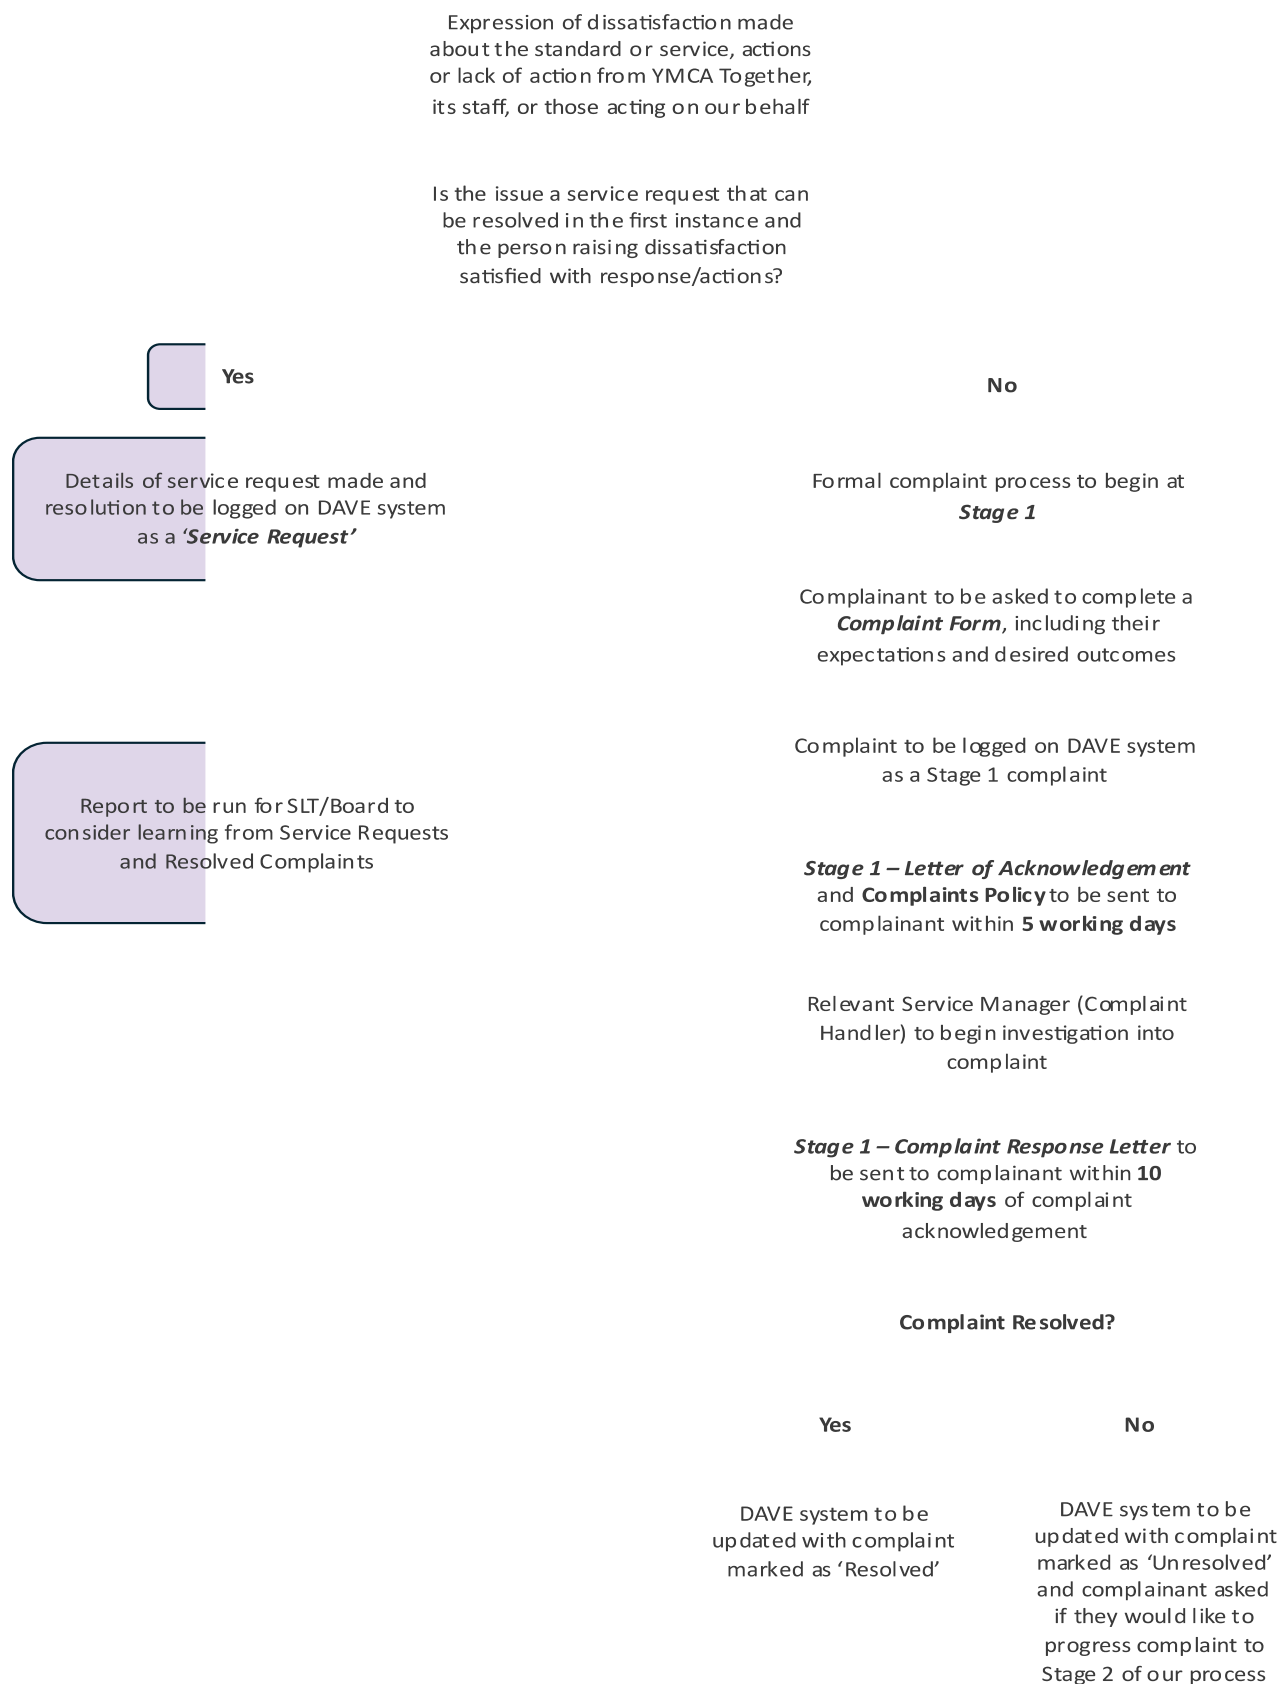 Expression of dissatisfaction made
about the standard or service, actions
or lack of action from YMCA Together,
its staff, or those acting on our behalf
Is the issue a service request that can
be resolved in the first instance and
the person raising dissatisfaction
satisfied with response/actions?
Yes
Details of service request made and
resolution to be logged on DAVE system
as a ‘Service Request’
Report to be run for SLT/Board to
consider learning from Service Requests
and Resolved Complaints
No
Formal complaint process to begin at
Stage 1
Complainant to be asked to complete a
Complaint Form, including their
expectations and desired outcomes
Complaint to be logged on DAVE system
as a Stage 1 complaint
Stage 1 – Letter of Acknowledgement
and Complaints Policy to be sent to
complainant within 5 working days
Relevant Service Manager (Complaint
Handler) to begin investigation into
complaint
Stage 1 – Complaint Response Letter to
be sent to complainant within 10
working days of complaint
acknowledgement
Complaint Resolved?
Yes
DAVE system to be
updated with complaint
marked as ‘Resolved’
No
DAVE system to be
updated with complaint
marked as ‘Unresolved’
and complainant asked
if they would like to
progress complaint to
Stage 2 of our process